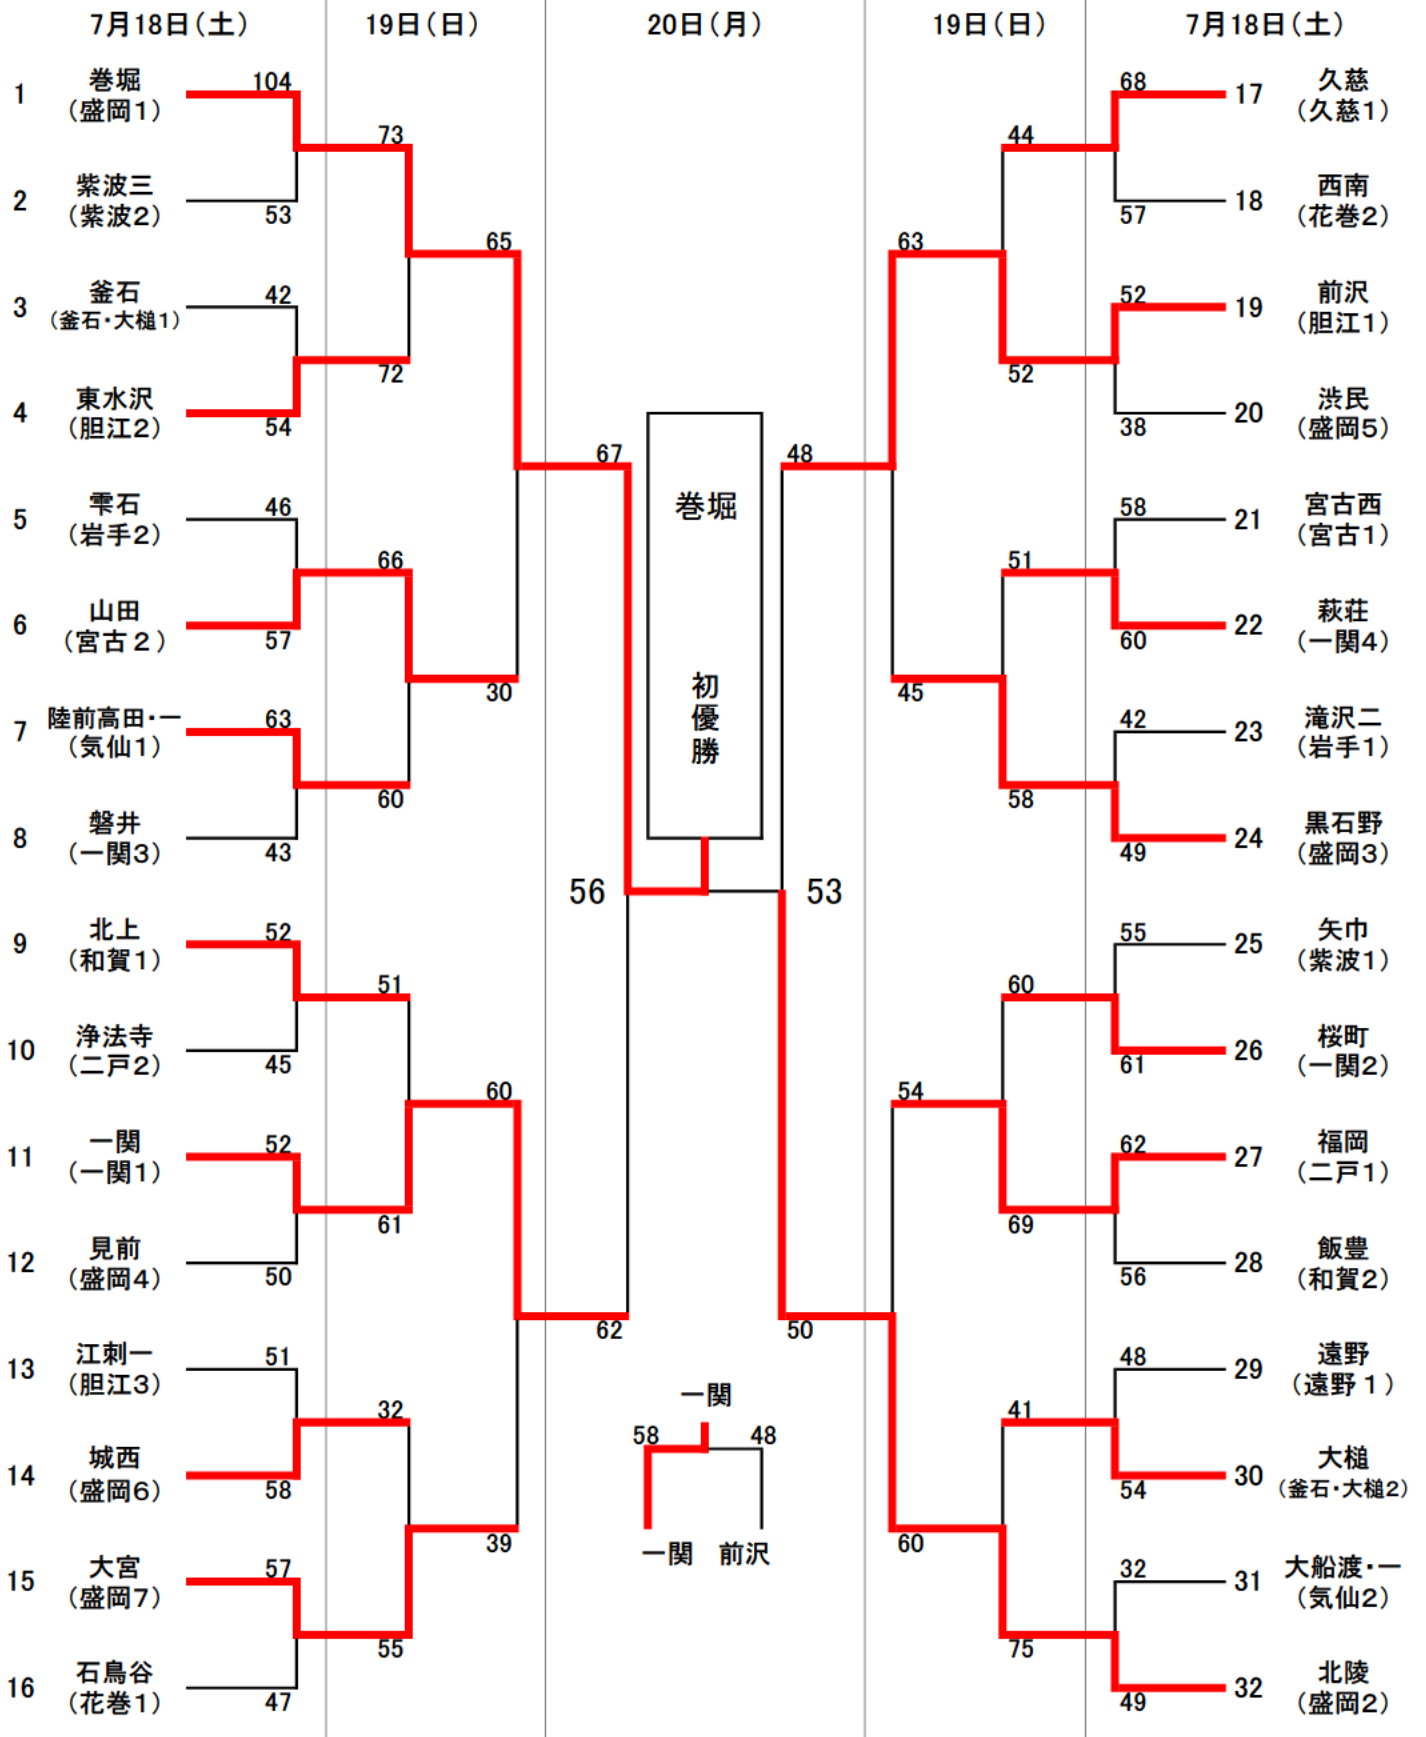 7月18日（土） 19日（日） 20日（月） 19日（日） 7月18日（土）
1 巻堀 104
（盛岡1）
73
2 紫波三
（紫波2） 53
65
3 釜石 42
（釜石・大槌1）
72
4 東水沢
（胆江2） 54
67
5 雫石 46
（岩手2）
66
6 山田
（宮古２） 57
30
7 陸前高田・一 63
（気仙1）
60
8 磐井
（一関3） 43
56
9 北上 52
（和賀1）
51
10 浄法寺
（二戸2） 45
60
11 一関 52
（一関1）
61
12 見前
（盛岡4） 50
62
13 江刺一 51
（胆江3）
32
14 城西
（盛岡6） 58
39
15 大宮 57
（盛岡7）
55
16 石鳥谷
（花巻1） 47
巻堀
初優勝
一関
58 48
一関 前沢
68 17 久慈
（久慈1）
44
18 西南
57 （花巻2）
63
52 19 前沢
（胆江1）
52
20 渋民
38 （盛岡5）
48
58 21 宮古西
（宮古1）
51
22 萩荘
60 （一関4）
45
42 23 滝沢二
（岩手1）
58
24 黒石野
49 （盛岡3）
53
55 25 矢巾
（紫波1）
60
26 桜町
61 （一関2）
54
62 27 福岡
（二戸1）
69
28 飯豊
56 （和賀2）
50
48 29 遠野
（遠野１）
41
30 大槌
54 （釜石・大槌2）
60
32 31 大船渡・一
（気仙2）
75
32 北陵
49 （盛岡2）